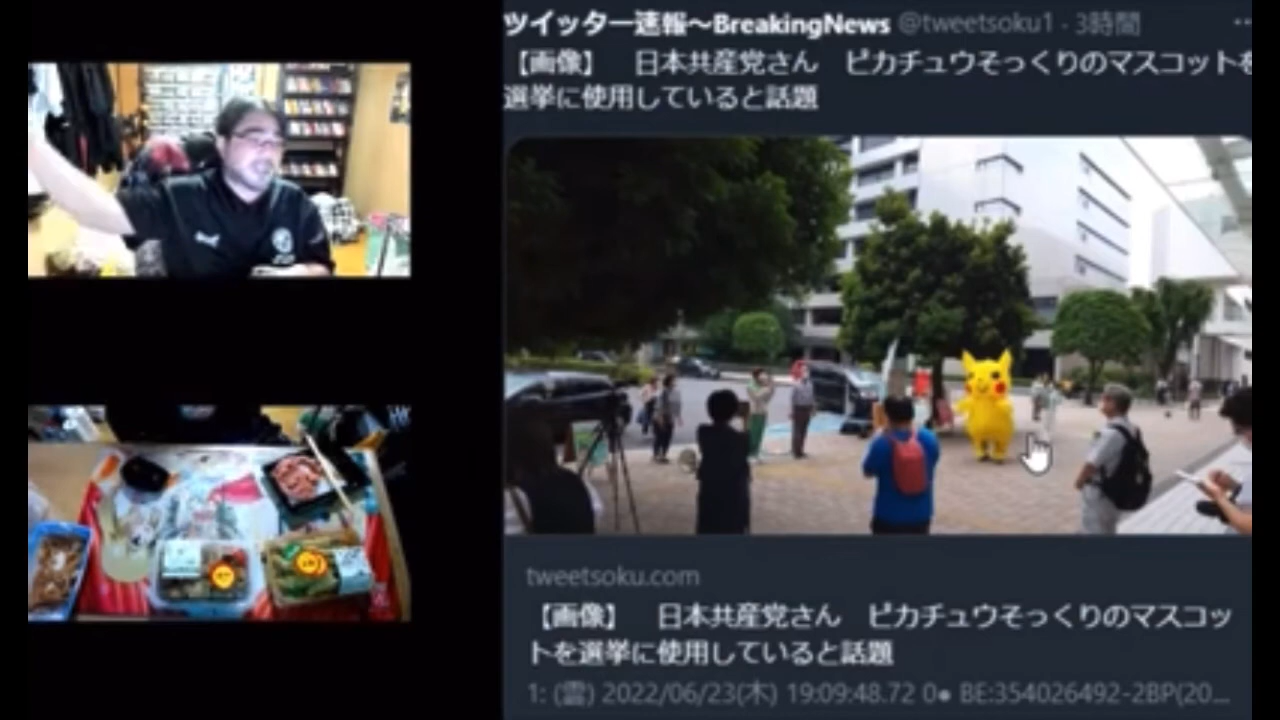 ツイッター速報〜BreakingNews @tweetsoku1 - 3時間
【画像】 日本共産党さん ピカチュウそっくりのマスコットを
選挙に使用していると話題
tweetsoku.com
【画像】 日本共産党さん ピカチュウそっくりのマスコッ
トを選挙に使用していると話題
1: (雲) 2022/06/23(木) 19:09:48.72 0● BE:354026492-2BP(20...